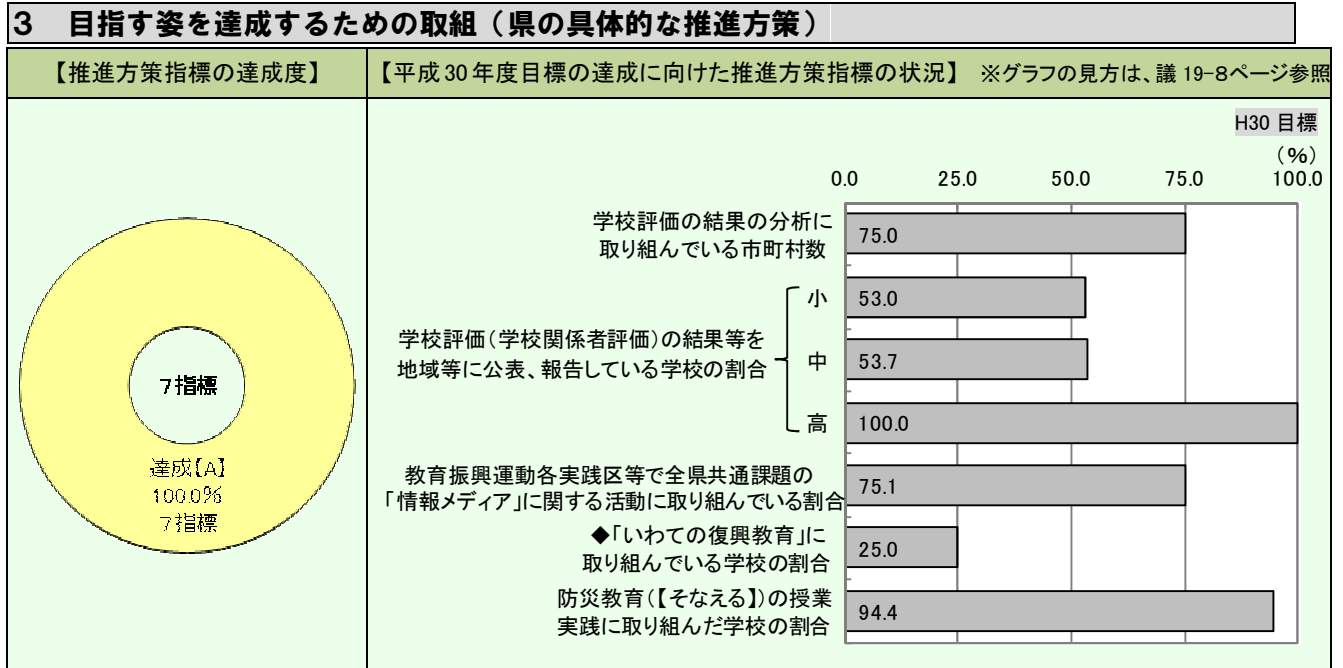 ３　目指す姿を達成するための取組（県の具体的な推進方策）
【推進方策指標の達成度】
【平成30年度目標の達成に向けた推進方策指標の状況】 ※グラフの見方は、議19-8ページ参照
7指標
達成【A】
100.0%
7指標
H30 目標
（%）
0.0 25.0 50.0 75.0 100.0
学校評価の結果の分析に
取り組んでいる市町村数
75.0
学校評価（学校関係者評価）の結果等を
地域等に公表、報告している学校の割合
小
53.0
中
53.7
高
100.0
教育振興運動各実践区等で全県共通課題の
「情報メディア」に関する活動に取り組んでいる割合
75.1
◆「いわての復興教育」に
取り組んでいる学校の割合
25.0
防災教育（【そなえる】）の授業
実践に取り組んだ学校の割合
94.4